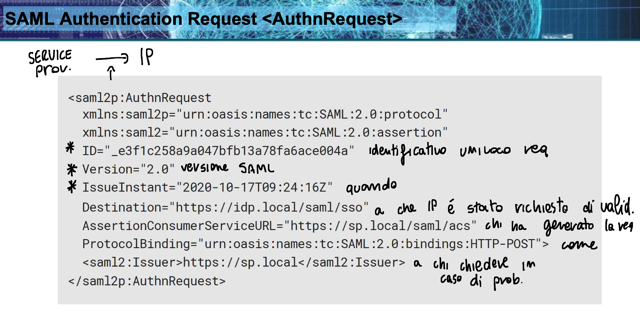 SAML Authentication Request <AuthnRequest>
SERVICE PROV. → IP
<saml2p:AuthnRequest
xmlns:saml2p="urn:oasis:names:tc:SAML:2.0:protocol"
xmlns:saml2="urn:oasis:names:tc:SAML:2.0:assertion"
* ID="_e3f1c258a9a047bfb13a78fa6ace004a" identificativo univoco req
* Version="2.0" versione SAML
* IssueInstant="2020-10-17T09:24:16Z" quando
Destination="https://idp.local/saml/sso" a che IP è stato richiesto di valid.
AssertionConsumerServiceURL="https://sp.local/saml/acs" chi ha generato la req
ProtocolBinding="urn:oasis:names:tc:SAML:2.0:bindings:HTTP-POST"> come
<saml2:Issuer>https://sp.local</saml2:Issuer> a chi chiedere in caso di prob.
</saml2p:AuthnRequest>